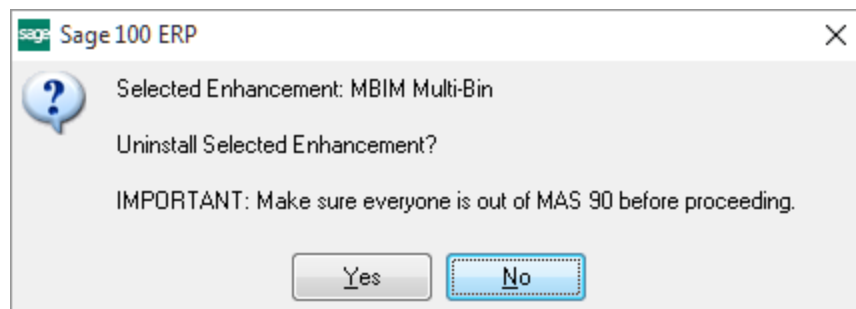 sage Sage 100 ERP
?
Selected Enhancement: MBIM Multi-Bin
Uninstall Selected Enhancement?
IMPORTANT: Make sure everyone is out of MAS 90 before proceeding.
Yes No